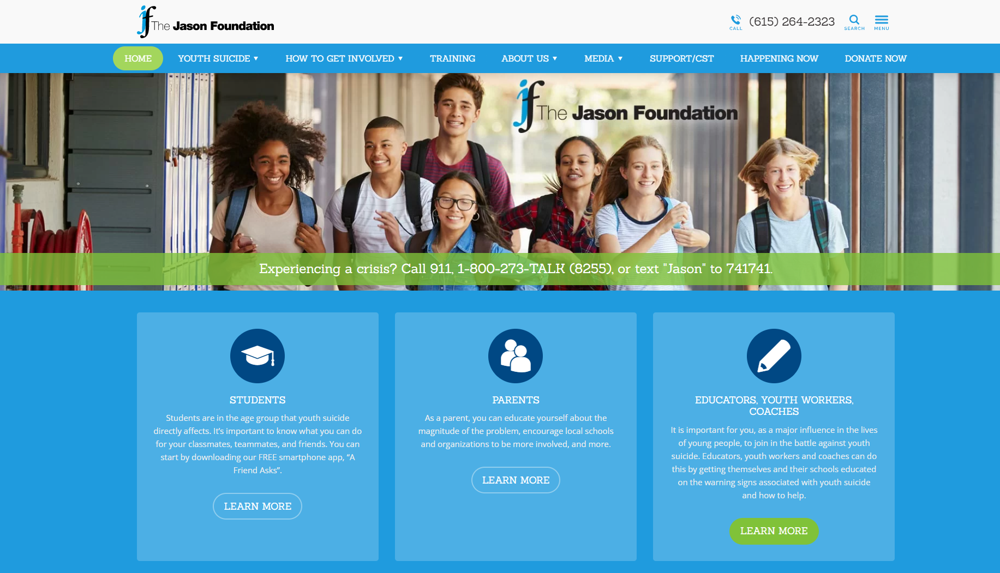 jf The Jason Foundation
CALL
(615) 264-2323
SEARCH
MENU
HOME
YOUTH SUICIDE
HOW TO GET INVOLVED
TRAINING
ABOUT US
MEDIA
SUPPORT/CST
HAPPENING NOW
DONATE NOW
jf The Jason Foundation
Experiencing a crisis? Call 911, 1-800-273-TALK (8255), or text "Jason" to 741741.
STUDENTS
Students are in the age group that youth suicide
directly affects. It’s important to know what you can do
for your classmates, teammates, and friends. You can
start by downloading our FREE smartphone app, “A
Friend Asks”.
LEARN MORE
PARENTS
As a parent, you can educate yourself about the
magnitude of the problem, encourage local schools
and organizations to be more involved, and more.
LEARN MORE
EDUCATORS, YOUTH WORKERS,
COACHES
It is important for you, as a major influence in the lives
of young people, to join in the battle against youth
suicide. Educators, youth workers and coaches can do
this by getting themselves and their schools educated
on the warning signs associated with youth suicide
and how to help.
LEARN MORE